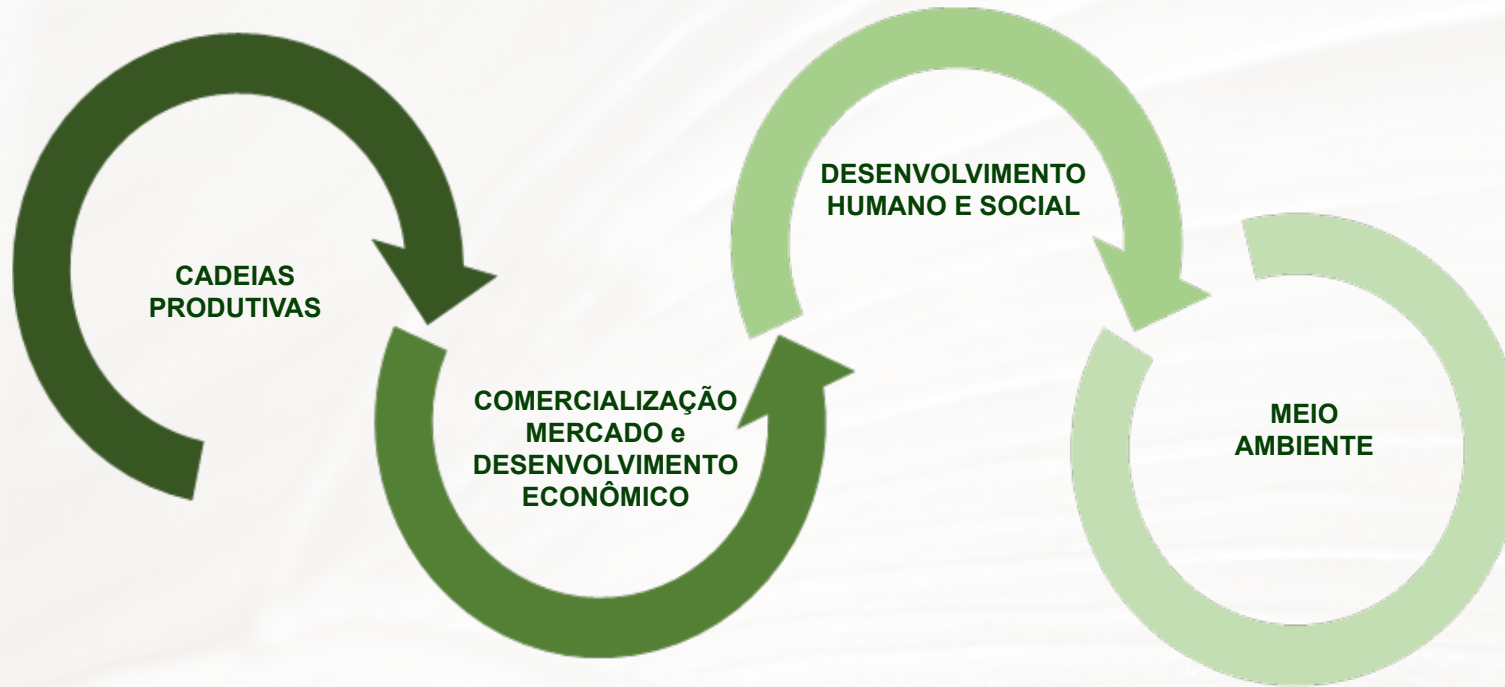 CADEIAS
PRODUTIVAS
COMERCIALIZAÇÃO
MERCADO e
DESENVOLVIMENTO
ECONÔMICO
DESENVOLVIMENTO
HUMANO E SOCIAL
MEIO
AMBIENTE